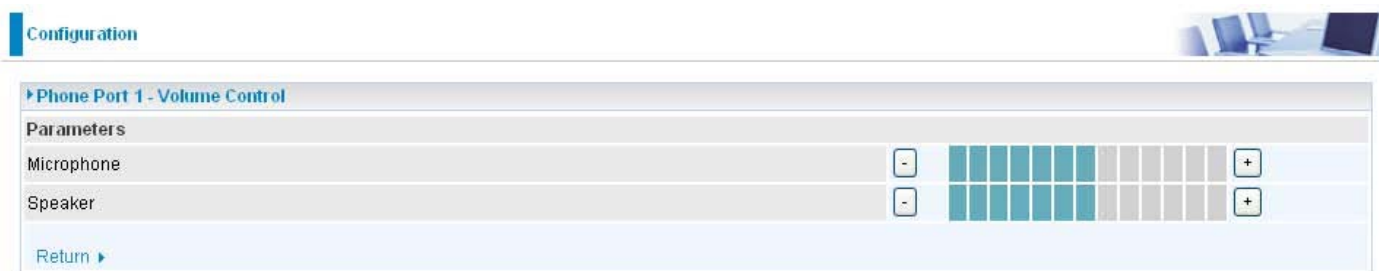 Configuration
Phone Port 1 - Volume Control
Parameters
Microphone - +
Speaker - +
Return